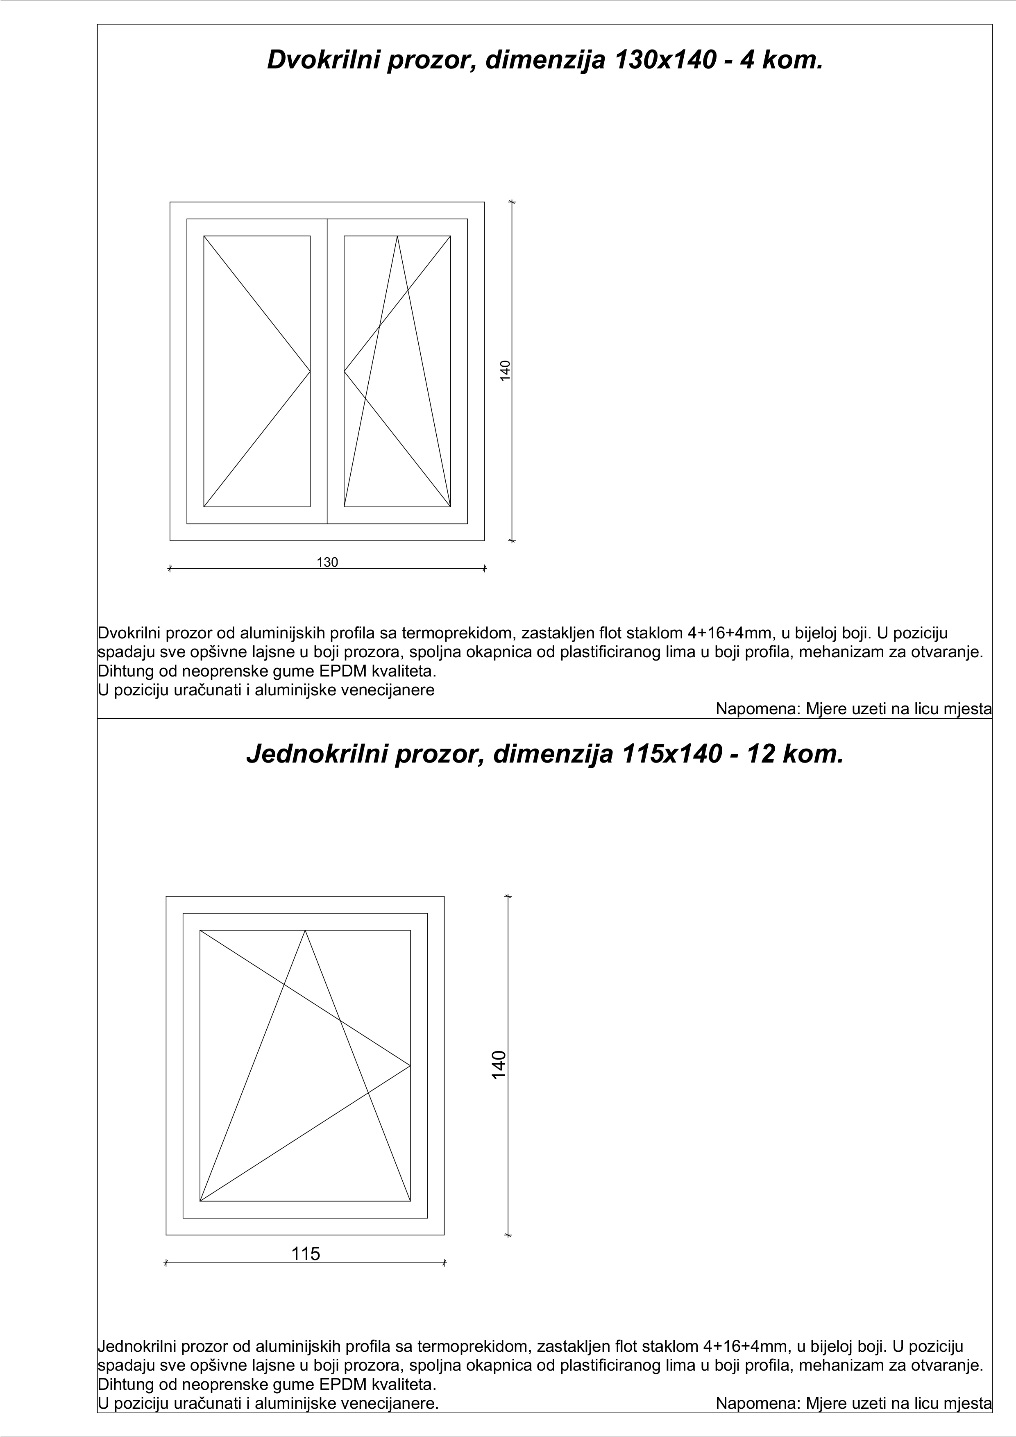 Dvokrilni prozor, dimenzija 130x140 - 4 kom.
140
130
Dvokrilni prozor od aluminijskih profila sa termoprekidom, zastakljen flot staklom 4+16+4mm, u bijeloj boji. U poziciju
spadaju sve opšivne lajsne u boji prozora, spoljna okapnica od plastificiranog lima u boji profila, mehanizam za otvaranje.
Dihtung od neoprenske gume EPDM kvaliteta.
U poziciju uračunati i aluminijske venecijanere
Napomena: Mjere uzeti na licu mjesta
Jednokrilni prozor, dimenzija 115x140 - 12 kom.
140
115
Jednokrilni prozor od aluminijskih profila sa termoprekidom, zastakljen flot staklom 4+16+4mm, u bijeloj boji. U poziciju
spadaju sve opšivne lajsne u boji prozora, spoljna okapnica od plastificiranog lima u boji profila, mehanizam za otvaranje.
Dihtung od neoprenske gume EPDM kvaliteta.
U poziciju uračunati i aluminijske venecijanere. Napomena: Mjere uzeti na licu mjesta